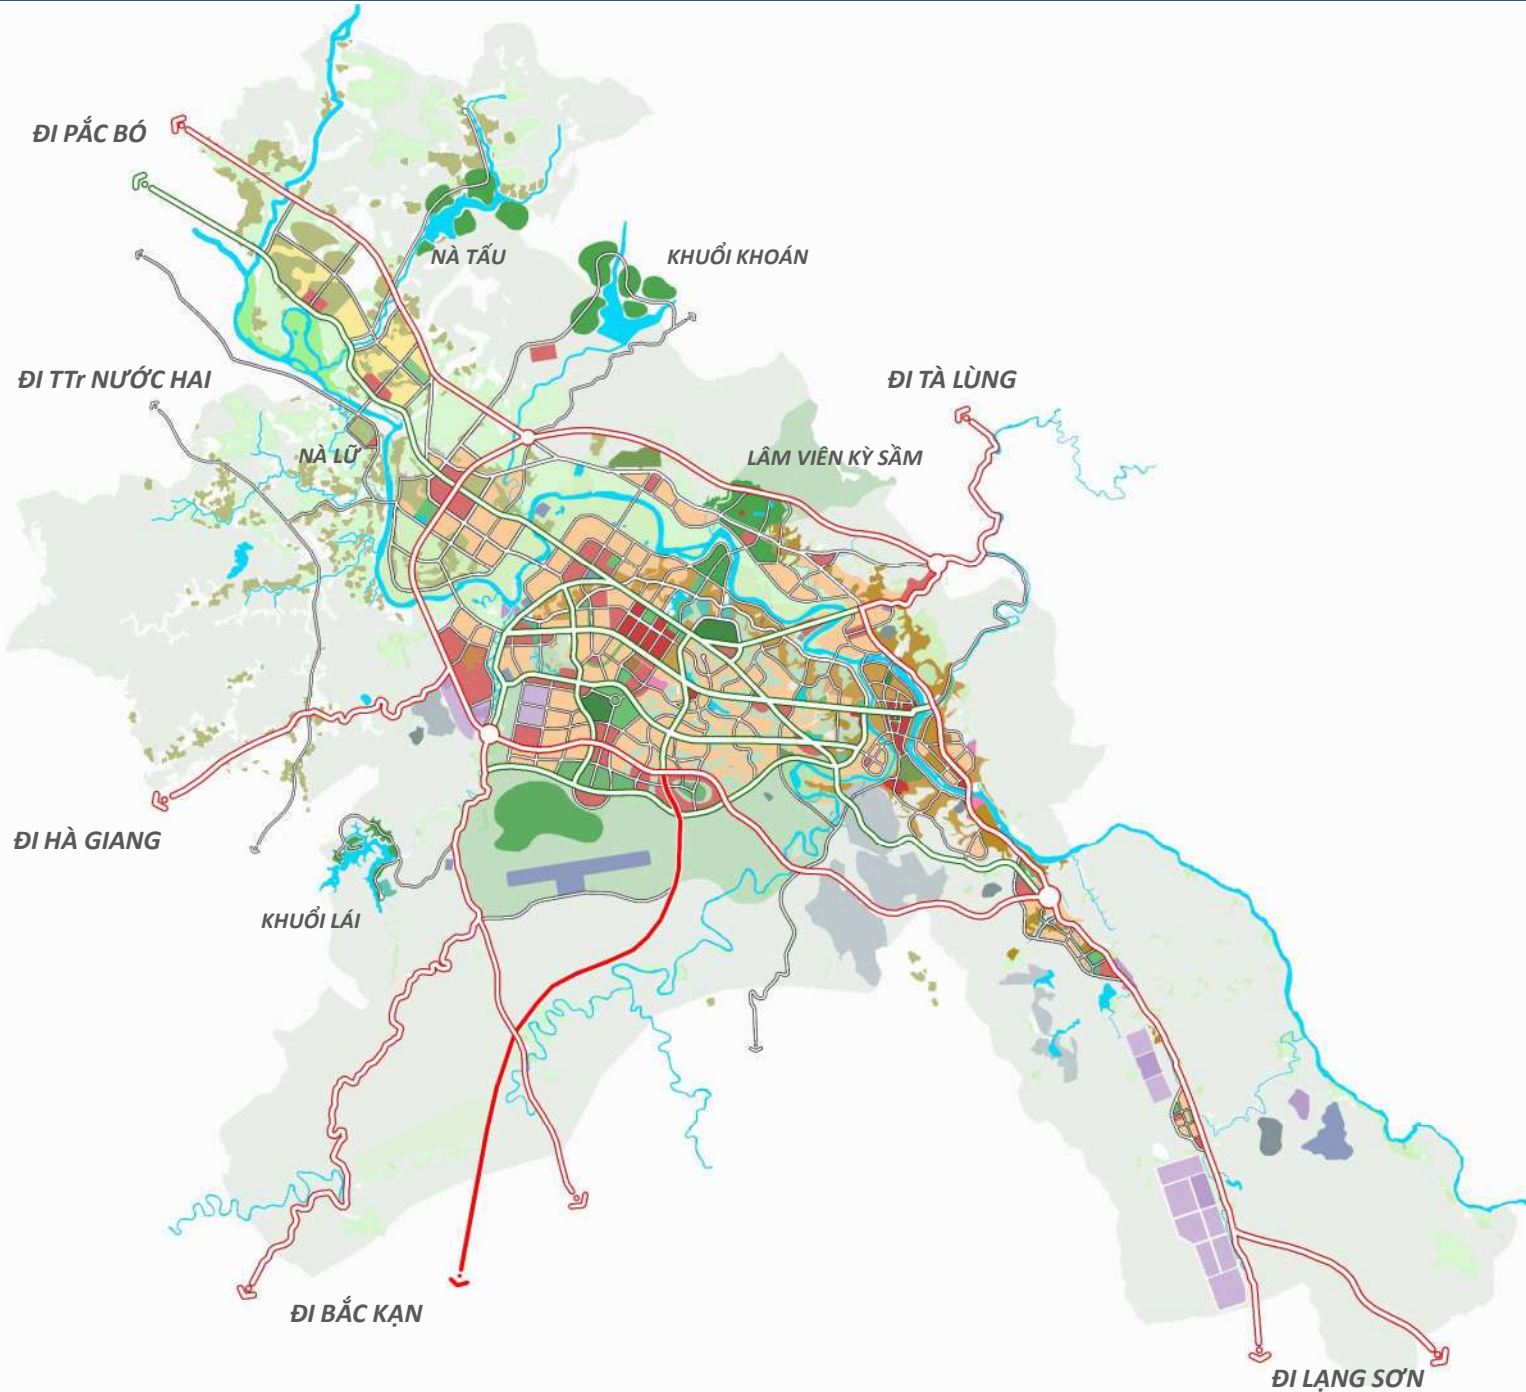 ĐI PẮC BÓ
NÀ TẤU
KHUỔI KHOÁN
ĐI TTr NƯỚC HAI
ĐI TÀ LÙNG
NÀ LỮ
LÂM VIÊN KỲ SẦM
ĐI HÀ GIANG
KHUỔI LÁI
ĐI BẮC KẠN
ĐI LẠNG SƠN